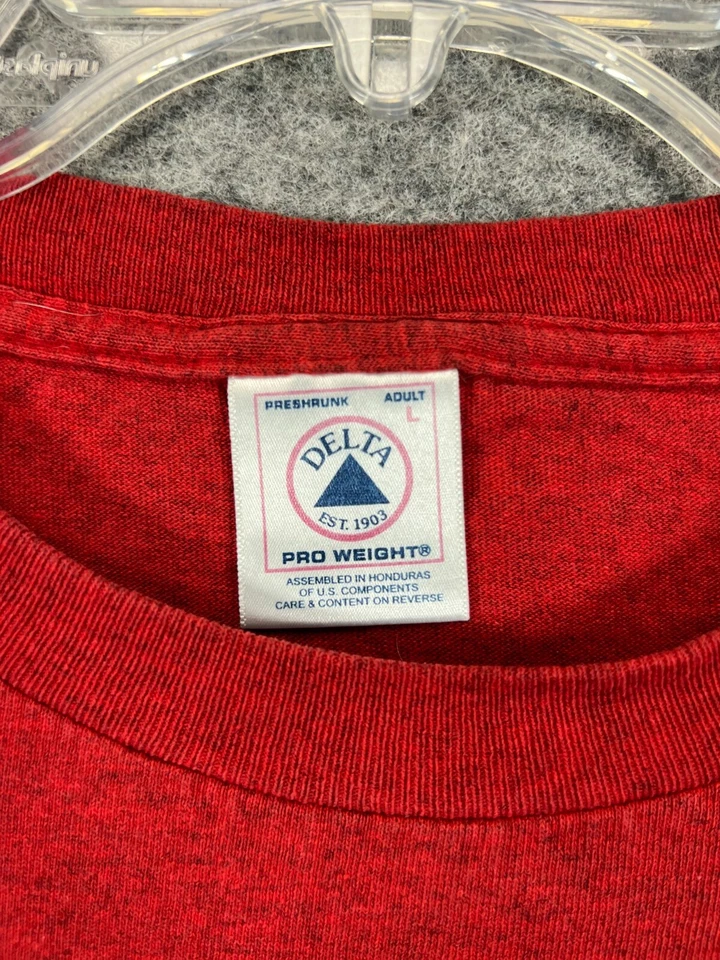 PRESHRUNK ADULT
L
DELTA
EST. 1903
PRO WEIGHT®
ASSEMBLED IN HONDURAS
OF U.S. COMPONENTS
CARE & CONTENT ON REVERSE